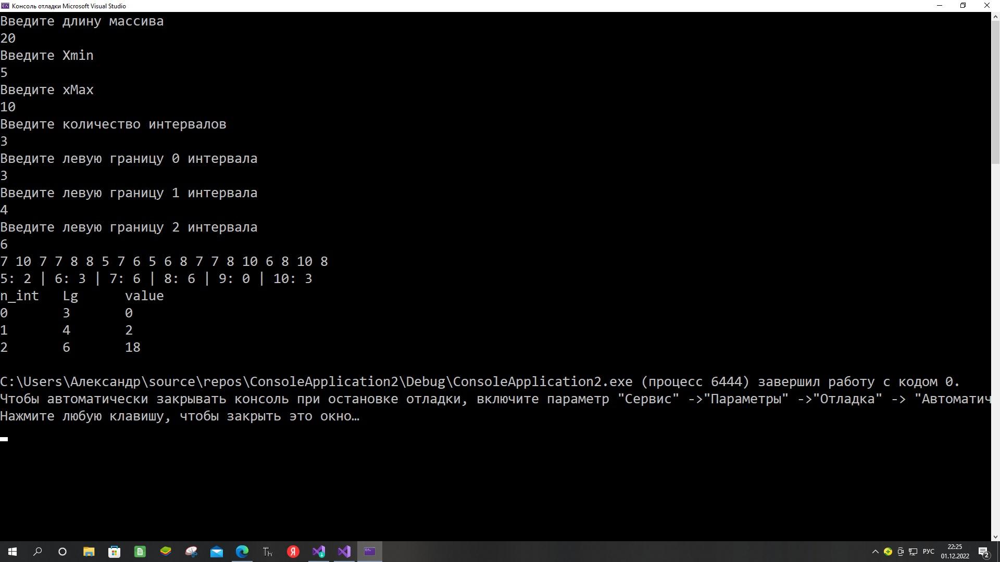 Консоль отладки Microsoft Visual Studio
Введите длину массива
20
Введите Xmin
5
Введите xMax
10
Введите количество интервалов
3
Введите левую границу 0 интервала
3
Введите левую границу 1 интервала
4
Введите левую границу 2 интервала
6
7 10 7 7 8 8 5 7 6 5 6 8 7 7 8 10 6 8 10 8
5: 2 | 6: 3 | 7: 6 | 8: 6 | 9: 0 | 10: 3
n_int Lg value
0 3 0
1 4 2
2 6 18
C:\Users\Александр\source\repos\ConsoleApplication2\Debug\ConsoleApplication2.exe (процесс 6444) завершил работу с кодом 0.
Чтобы автоматически закрывать консоль при остановке отладки, включите параметр "Сервис" ->"Параметры" ->"Отладка" -> "Автоматич
Нажмите любую клавишу, чтобы закрыть это окно…
РУС
22:25
01.12.2022
2